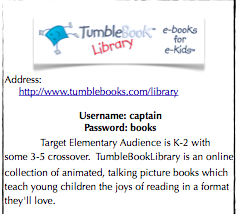 TumbleBook
Library
e-books
for
e-Kids™
Address:
http://www.tumblebooks.com/library
Username: captain
Password: books
Target Elementary Audience is K-2 with
some 3-5 crossover. TumbleBookLibrary is an online
collection of animated, talking picture books which
teach young children the joys of reading in a format
they'll love.